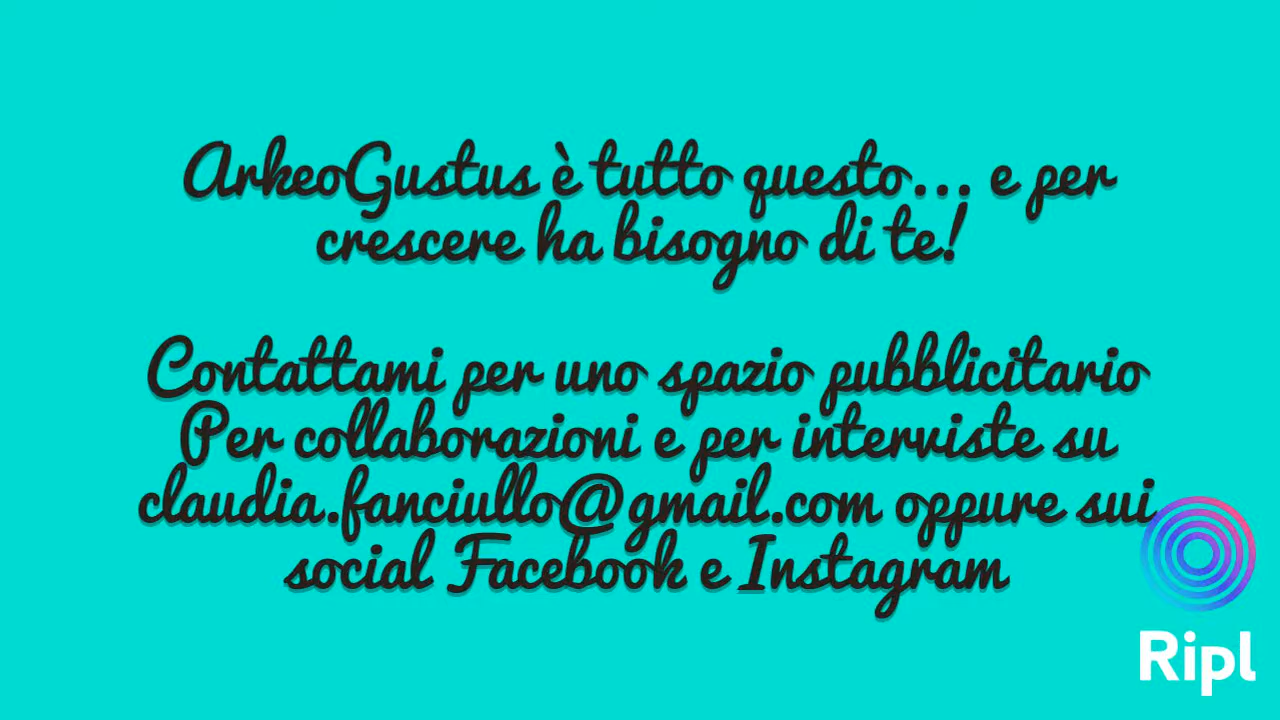 ArkeoGustus è tutto questo... e per
crescere ha bisogno di te!
Contattami per uno spazio pubblicitario
Per collaborazioni e per interviste su
claudia.fanciullo@gmail.com oppure sui
social Facebook e Instagram
Ripl